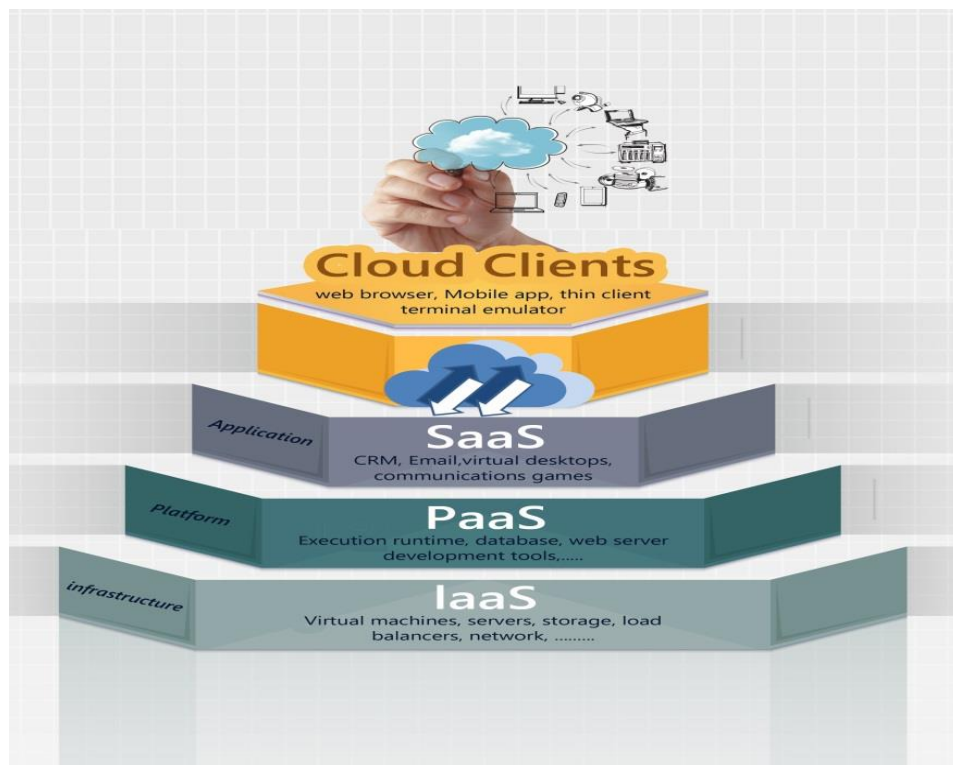 Cloud Clients
web browser, Mobile app, thin client
terminal emulator
Application
SaaS
CRM, Email,virtual desktops,
communications games
Platform
PaaS
Execution runtime, database, web server
development tools,.....
infrastructure
IaaS
Virtual machines, servers, storage, load
balancers, network, .........